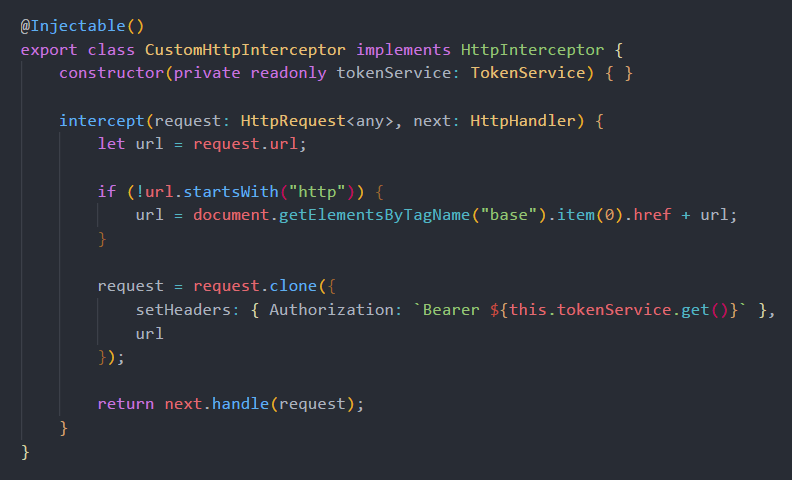 @Injectable()
export class CustomHttpInterceptor implements HttpInterceptor {
    constructor(private readonly tokenService: TokenService) { }

    intercept(request: HttpRequest<any>, next: HttpHandler) {
        let url = request.url;

        if (!url.startsWith("http")) {
            url = document.getElementsByTagName("base").item(0).href + url;
        }

        request = request.clone({
            setHeaders: { Authorization: `Bearer ${this.tokenService.get()}` },
            url
        });

        return next.handle(request);
    }
}